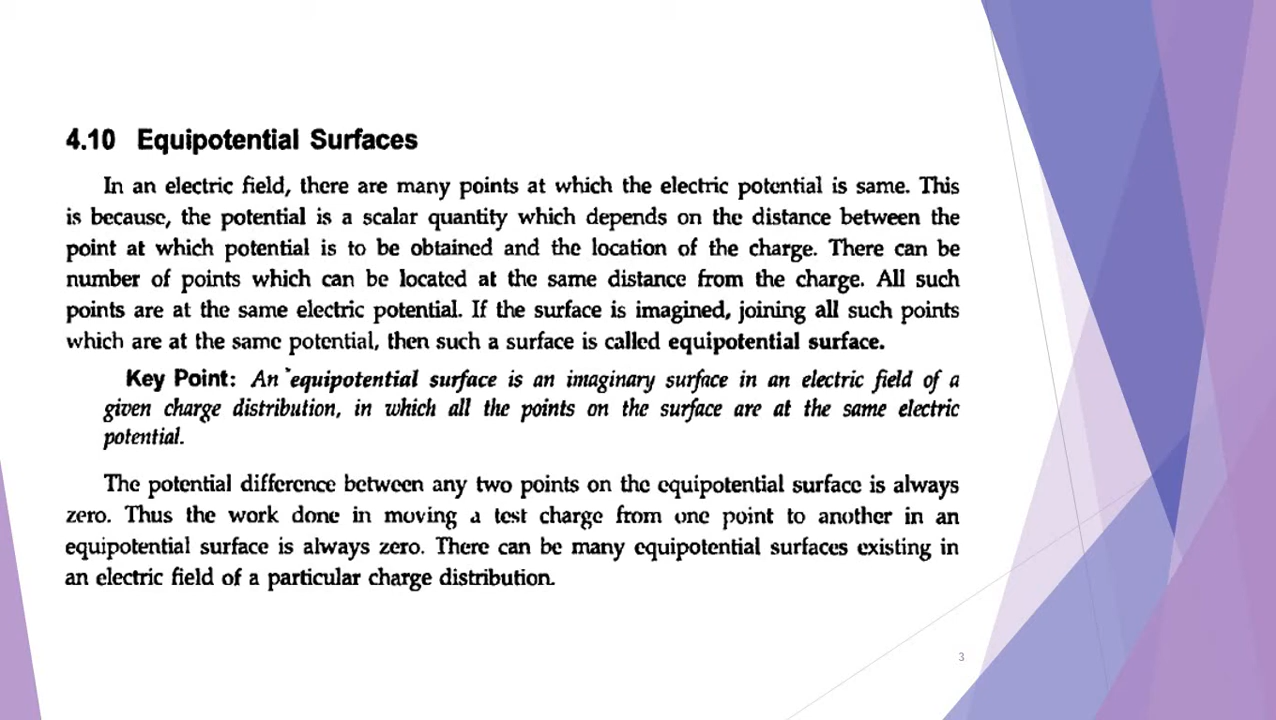 4.10 Equipotential Surfaces
In an electric field, there are many points at which the electric potential is same. This
is because, the potential is a scalar quantity which depends on the distance between the
point at which potential is to be obtained and the location of the charge. There can be
number of points which can be located at the same distance from the charge. All such
points are at the same electric potential. If the surface is imagined, joining all such points
which are at the same potential, then such a surface is called equipotential surface.
Key Point: An equipotential surface is an imaginary surface in an electric field of a
given charge distribution, in which all the points on the surface are at the same electric
potential.
The potential difference between any two points on the equipotential surface is always
zero. Thus the work done in moving a test charge from one point to another in an
equipotential surface is always zero. There can be many equipotential surfaces existing in
an electric field of a particular charge distribution.
3